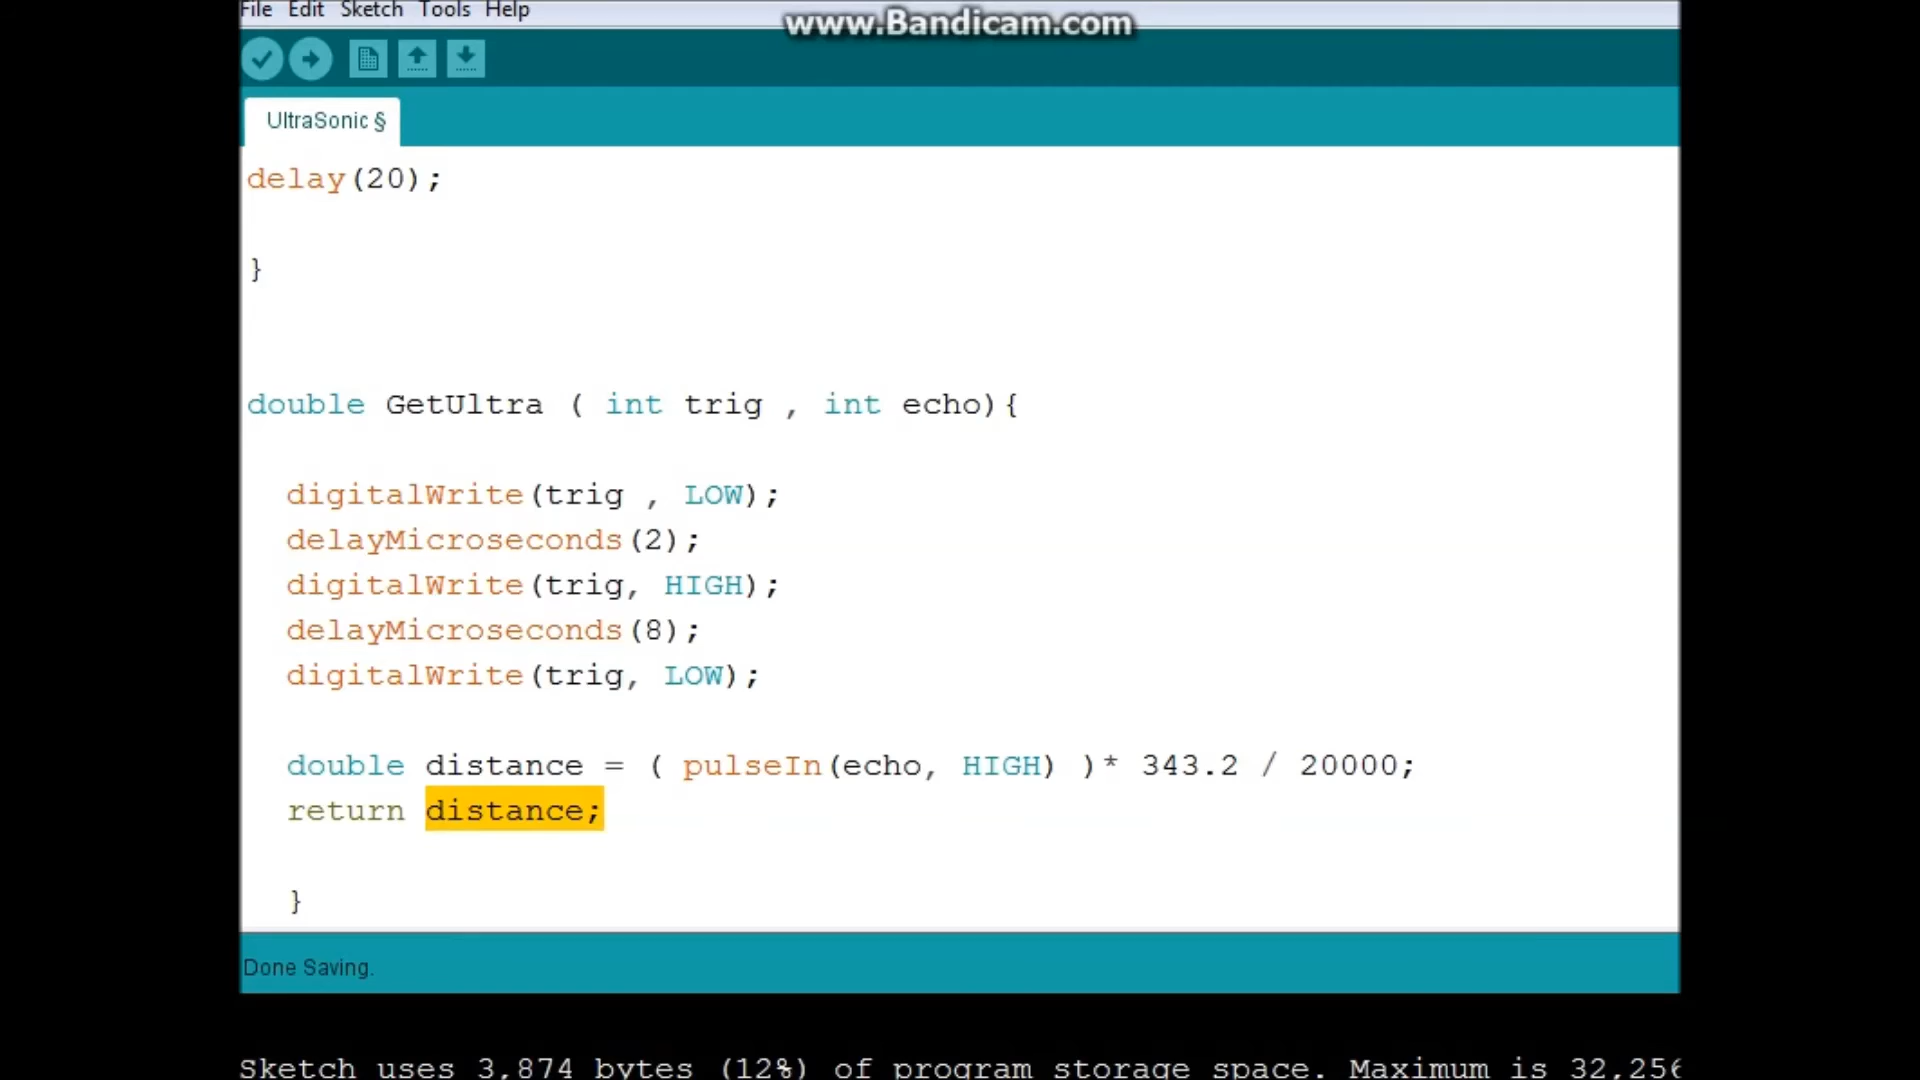 File Edit Sketch Tools Help
www.Bandicam.com
UltraSonic §
delay(20);
}
double GetUltra ( int trig , int echo){
digitalWrite(trig , LOW);
delayMicroseconds(2);
digitalWrite(trig, HIGH);
delayMicroseconds(8);
digitalWrite(trig, LOW);
double distance = ( pulseIn(echo, HIGH) )* 343.2 / 20000;
return distance;
}
Done Saving.
Sketch uses 3,874 bytes (12%) of program storage space. Maximum is 32,256